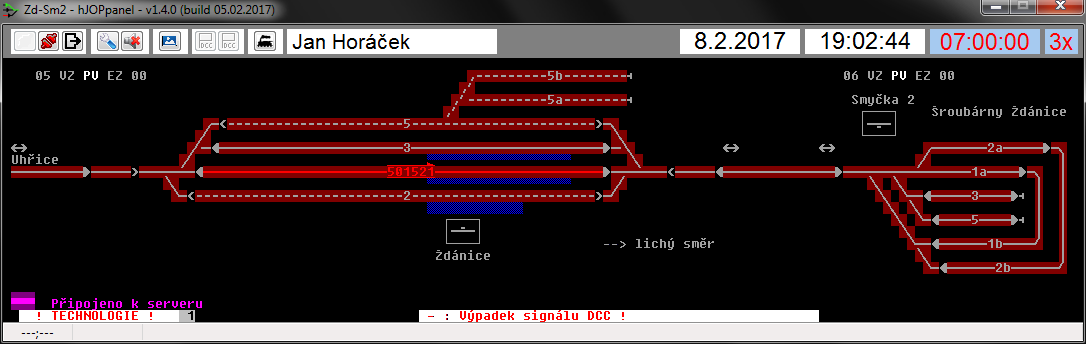 Zd-Sm2 - hJOPpanel - v1.4.0 (build 05.02.2017)
DCC DCC Jan Horáček 8.2.2017 19:02:44 07:00:00 3x
05 VZ PV EZ 00 5b 06 VZ PV EZ 00
5a Smyčka 2
Šroubárny Ždánice
5
Uhřice 3 2a
501521 1a
2 3
5
Ždánice --> lichý směr 1b
2b
Připojeno k serveru
! TECHNOLOGIE ! 1 - : Výpadek signálu DCC !
---;---